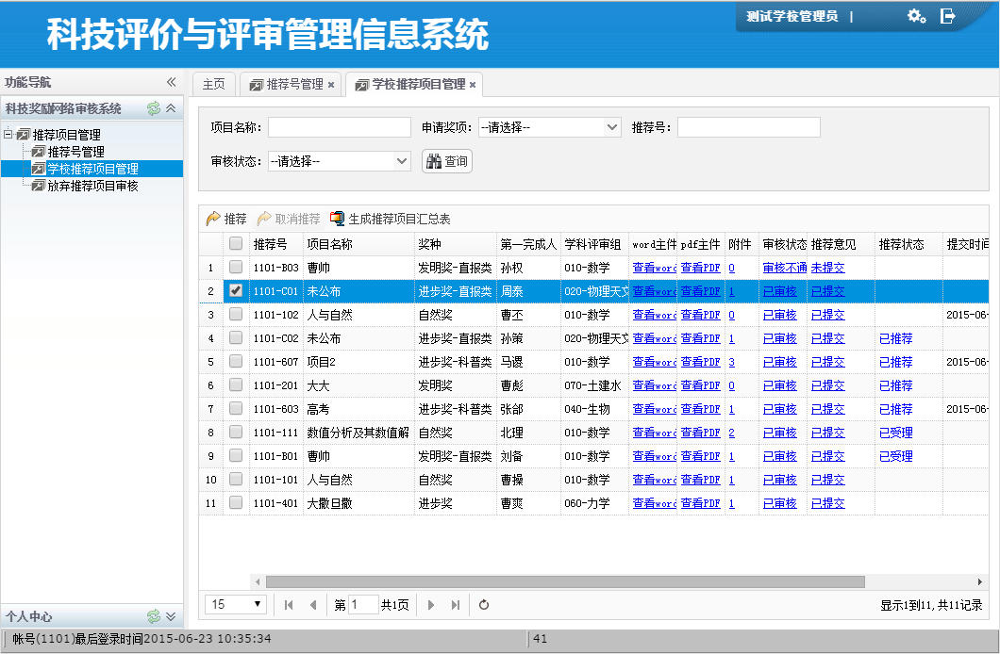 科技评价与评审管理信息系统
测试学校管理员 |
功能导航
科技奖励网络审核系统
推荐项目管理
推荐号管理
学校推荐项目管理
放弃推荐项目审核
个人中心
主页 推荐号管理 学校推荐项目管理
项目名称: 申请奖项: --请选择-- 推荐号:
审核状态: --请选择-- 查询
推荐 取消推荐 生成推荐项目汇总表
推荐号 项目名称 奖种 第一完成人 学科评审组 word主件 pdf主件 附件 审核状态 推荐意见 推荐状态 提交时间
1 1101-B03 曹帅 发明奖-直报类 孙权 010-数学 查看word 查看PDF 0 审核不通 未提交
2 1101-C01 未公布 进步奖-直报类 周泰 020-物理天文 查看word 查看PDF 1 已审核 已提交
3 1101-102 人与自然 自然奖 曹丕 010-数学 查看word 查看PDF 0 已审核 已提交 2015-06-
4 1101-C02 未公布 进步奖-直报类 孙策 020-物理天文 查看word 查看PDF 1 已审核 已提交 已推荐
5 1101-607 项目2 进步奖-科普类 马谡 010-数学 查看word 查看PDF 3 已审核 已提交 已推荐 2015-06-
6 1101-201 大大 发明奖 曹彪 070-土建水 查看word 查看PDF 0 已审核 已提交 已推荐
7 1101-603 高考 进步奖-科普类 张郃 040-生物 查看word 查看PDF 1 已审核 已提交 已推荐 2015-06-
8 1101-111 数值分析及其数值解 自然奖 北理 010-数学 查看word 查看PDF 2 已审核 已提交 已受理
9 1101-B01 曹帅 发明奖-直报类 刘备 010-数学 查看word 查看PDF 1 已审核 已提交 已受理
10 1101-101 人与自然 自然奖 曹操 010-数学 查看word 查看PDF 1 已审核 已提交
11 1101-401 大撒旦撒 进步奖 曹爽 060-力学 查看word 查看PDF 1 已审核 已提交
15 第 1 共1页 显示1到11, 共11记录
帐号(1101)最后登录时间2015-06-23 10:35:34 41